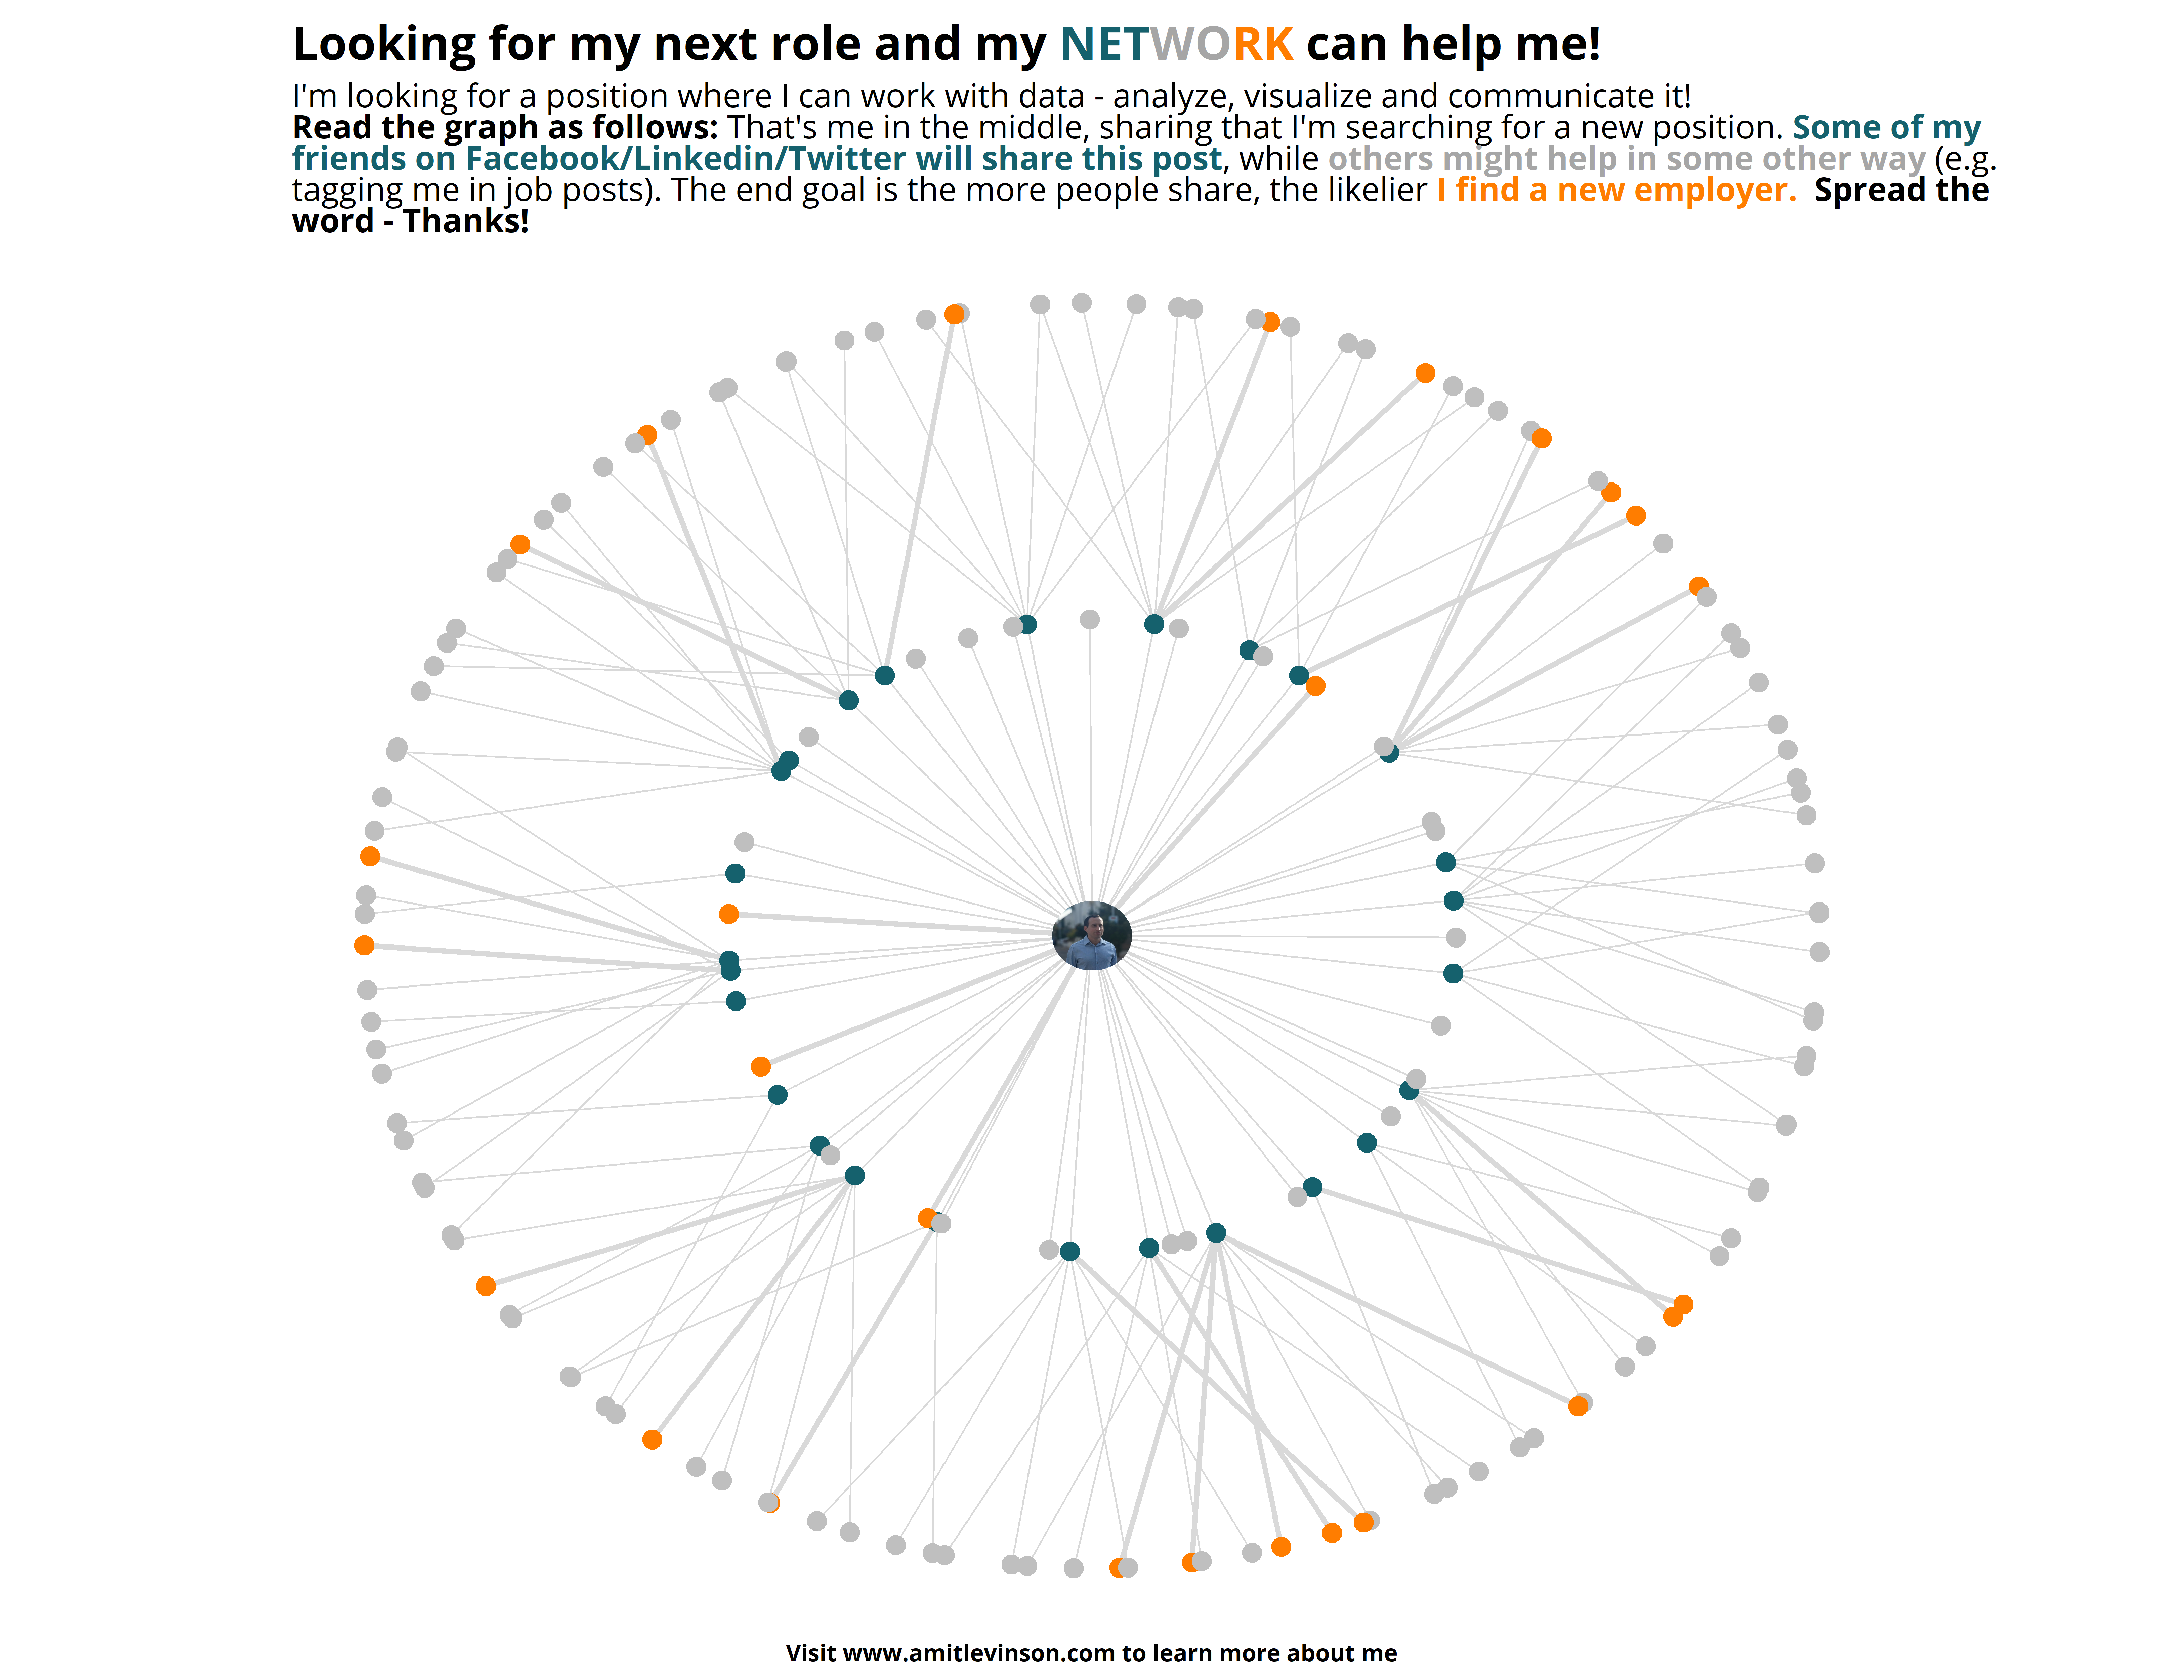 Looking for my next role and my NETWORK can help me!
I'm looking for a position where I can work with data - analyze, visualize and communicate it!
Read the graph as follows: That's me in the middle, sharing that I'm searching for a new position. Some of my
friends on Facebook/Linkedin/Twitter will share this post, while others might help in some other way (e.g.
tagging me in job posts). The end goal is the more people share, the likelier I find a new employer. Spread the
word - Thanks!
Visit www.amitlevinson.com to learn more about me